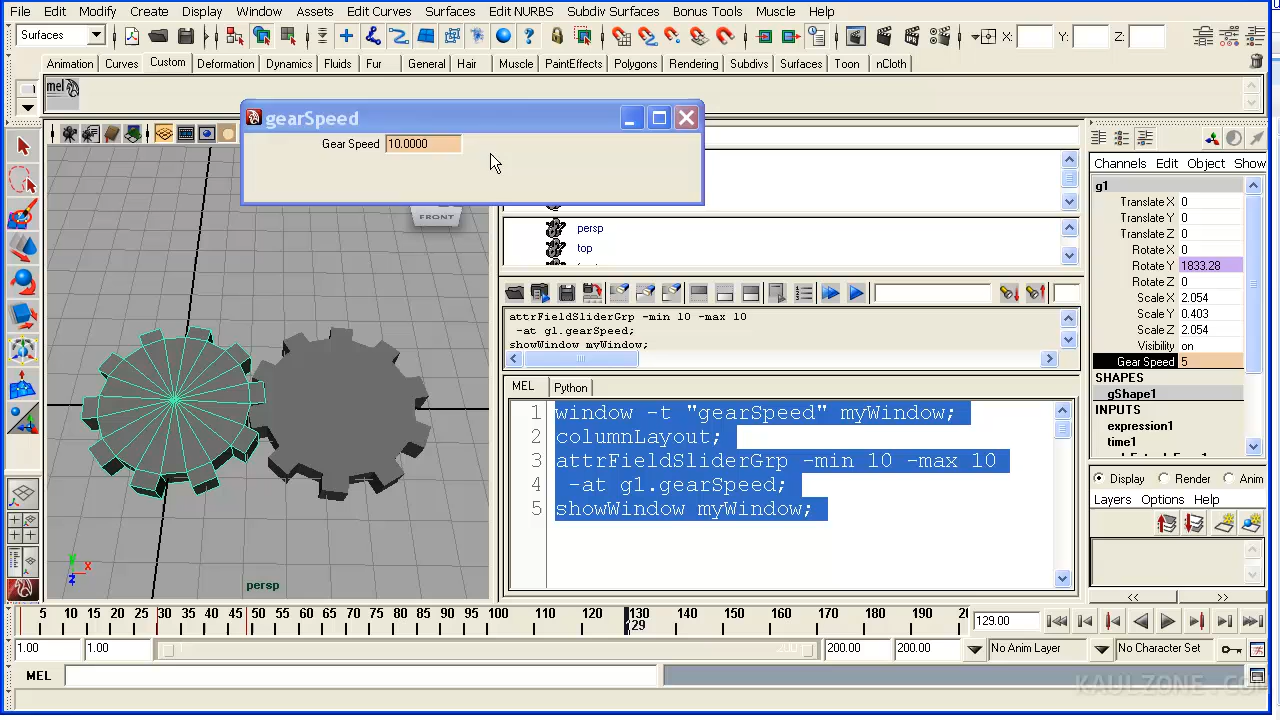 File Edit Modify Create Display Window Assets Edit Curves Surfaces Edit NURBS Subdiv Surfaces Bonus Tools Muscle Help
Surfaces X: Y: Z:
Animation Curves Custom Deformation Dynamics Fluids Fur General Hair Muscle PaintEffects Polygons Rendering Subdivs Surfaces Toon nCloth
mel
gearSpeed
Gear Speed 10.0000
FRONT
persp
top
attrFieldSliderGrp -min 10 -max 10
-at g1.gearSpeed;
showWindow myWindow;
MEL Python
1 window -t "gearSpeed" myWindow;
2 columnLayout;
3 attrFieldSliderGrp -min 10 -max 10
4 -at g1.gearSpeed;
5 showWindow myWindow;
Channels Edit Object Show
g1
Translate X 0
Translate Y 0
Translate Z 0
Rotate X 0
Rotate Y 1833.28
Rotate Z 0
Scale X 2.054
Scale Y 0.403
Scale Z 2.054
Visibility on
Gear Speed 5
SHAPES
gShape1
INPUTS
expression1
time1
Display Render Anim
Layers Options Help
<< >>
y x z
persp
5 10 15 20 25 30 35 40 45 50 55 60 65 70 75 80 85 90 95 100 110 120 130 140 150 160 170 180 190 20
129 129.00
1.00 1.00 200 200.00 200.00 No Anim Layer No Character Set
MEL
KAULZONE.CO